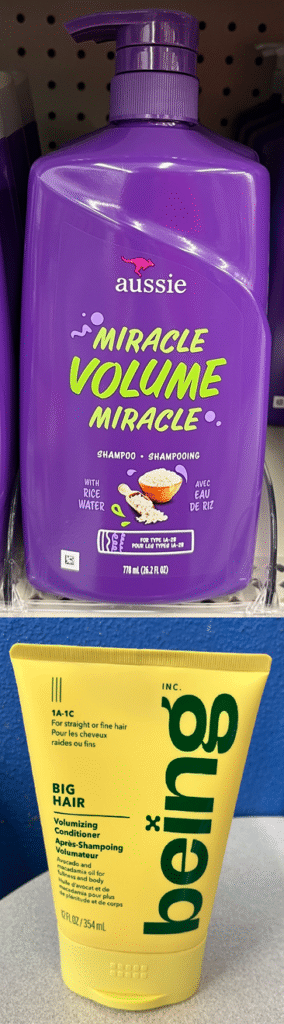 aussie
MIRACLE
VOLUME
MIRACLE
SHAMPOO • SHAMPOOING
WITH
RICE
WATER
AVEC
EAU
DE RIZ
FOR TYPE 1A-2B
POUR LES TYPES 1A-2B
778 mL (26.2 fl OZ)
INC.
being
1A-1C
For straight or fine hair
Pour les cheveux
raides ou fins
BIG
HAIR
Volumizing
Conditioner
Après-Shampoing
Volumateur
Avocado and
macadamia oil for
fullness and body
Huile d'avocat et de
macadamia pour plus
de plénitude et de corps
12 FL OZ / 354 mL